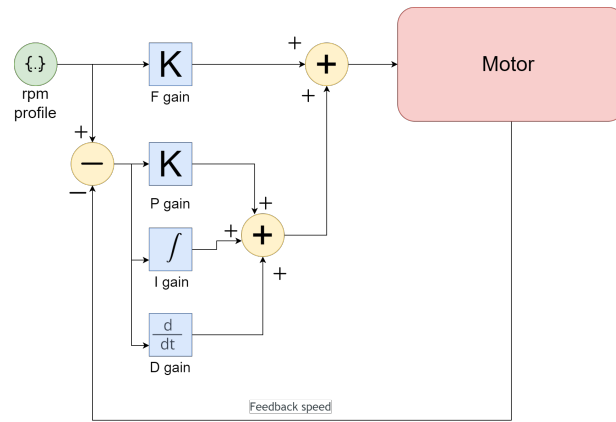 {..}
rpm
profile
K
F gain
+
+
+
Motor
+
−
−
K
P gain
+
+
+
+
∫
I gain
d
dt
D gain
Feedback speed